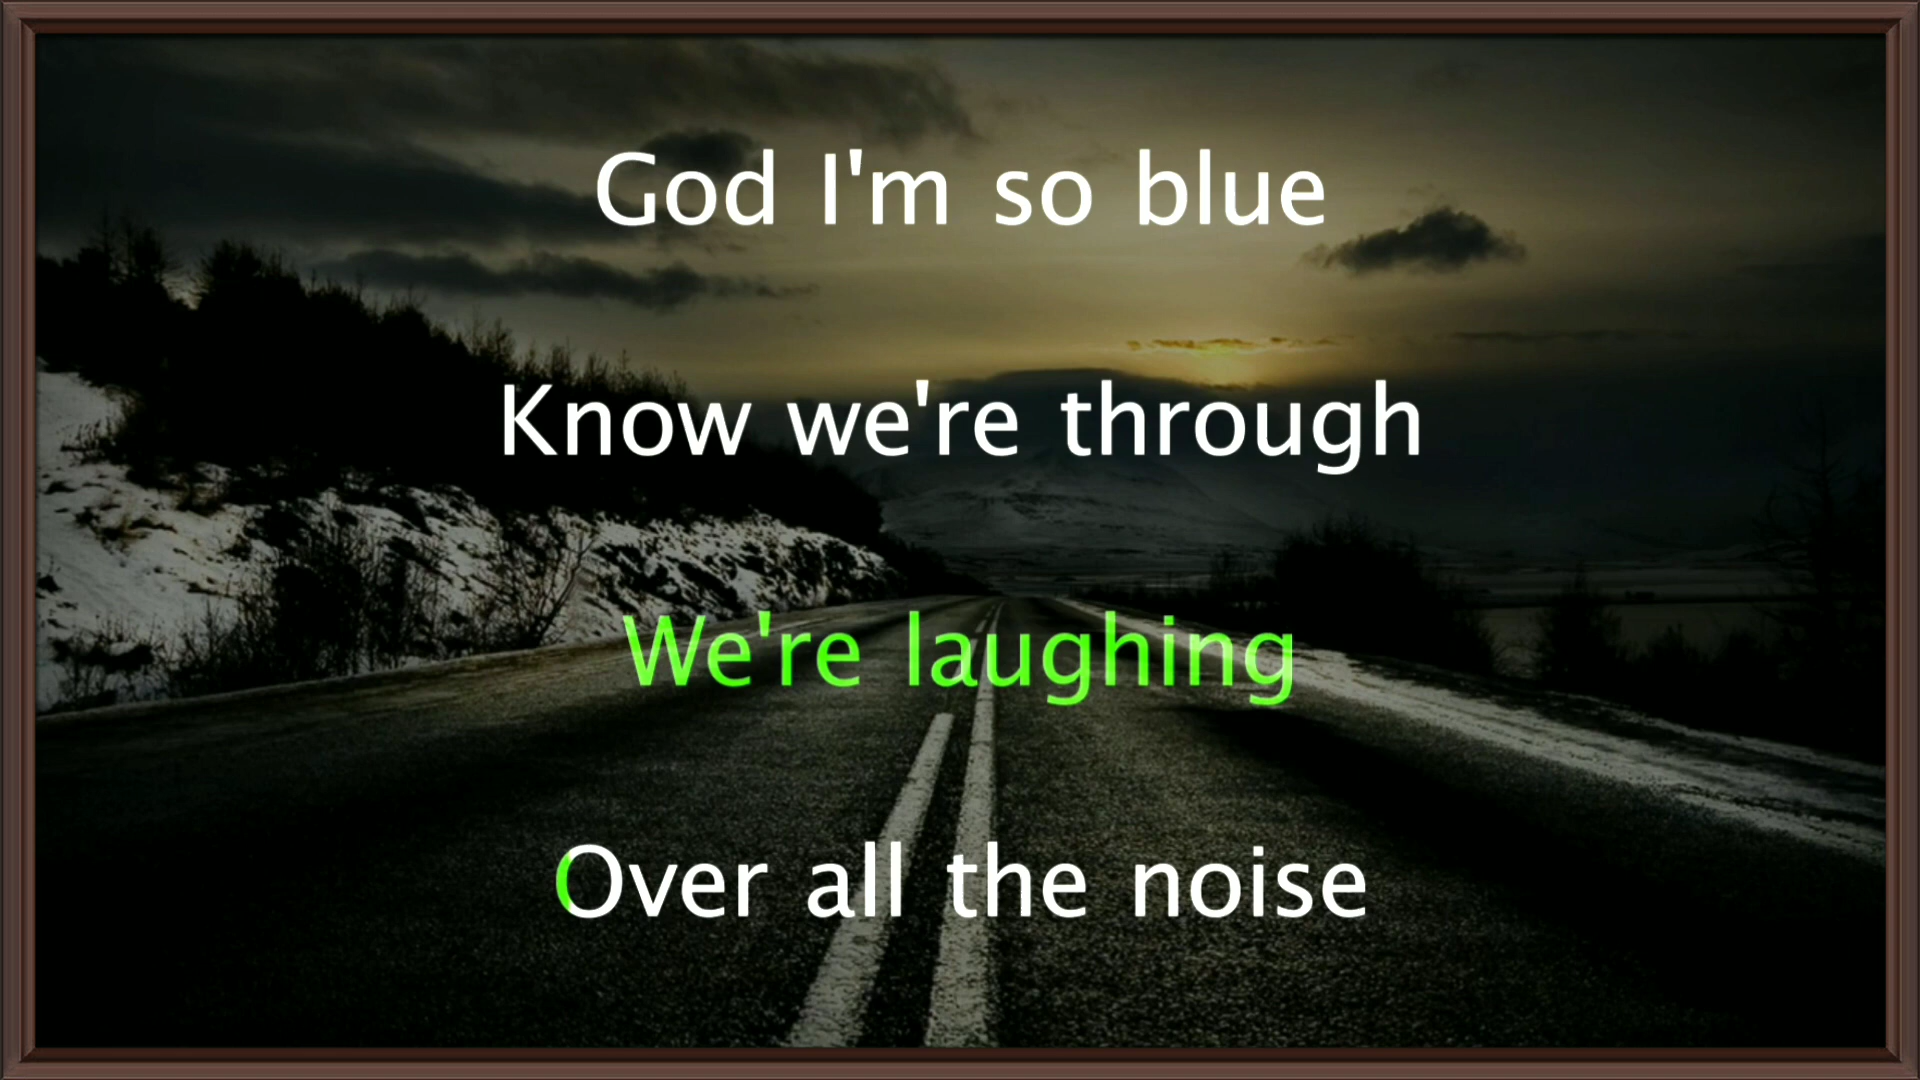 God I'm so blue
Know we're through
We're laughing
Over all the noise